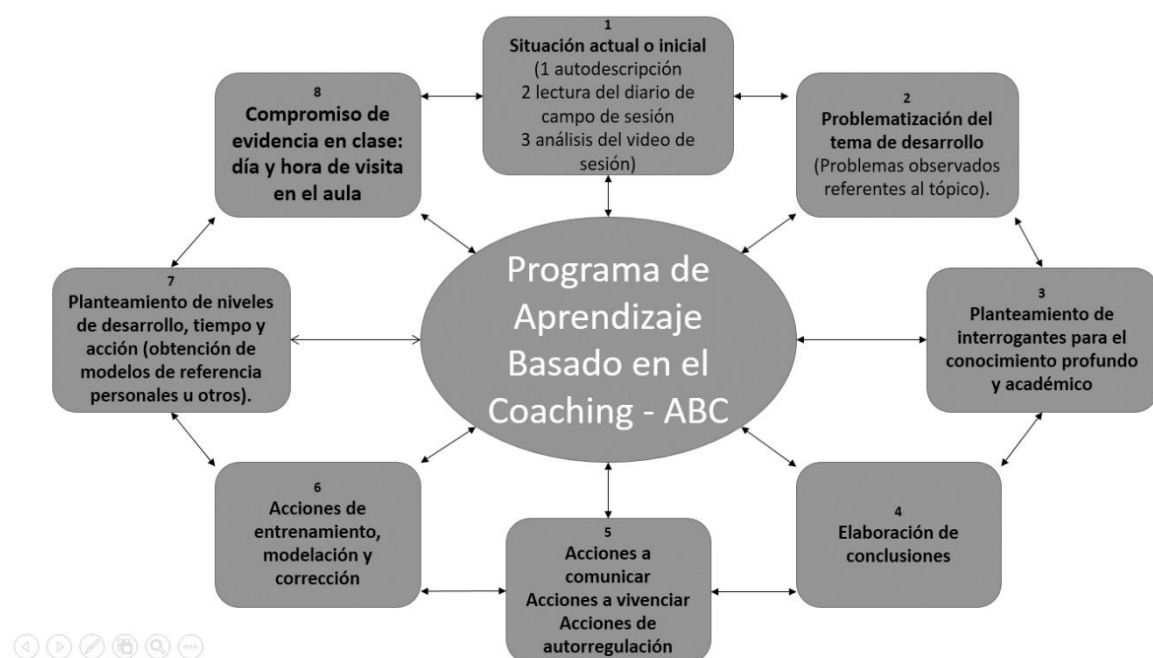 1
Situación actual o inicial
(1 autodescripción
2 lectura del diario de
campo de sesión
3 análisis del video de
sesión)
2
Problematización del
tema de desarrollo
(Problemas observados
referentes al tópico).
3
Planteamiento de
interrogantes para el
conocimiento profundo
y académico
4
Elaboración de
conclusiones
5
Acciones a
comunicar
Acciones a vivenciar
Acciones de
autorregulación
6
Acciones de
entrenamiento,
modelación y
corrección
7
Planteamiento de niveles
de desarrollo, tiempo y
acción (obtención de
modelos de referencia
personales u otros).
8
Compromiso de
evidencia en clase:
día y hora de visita
en el aula
Programa de
Aprendizaje
Basado en el
Coaching - ABC